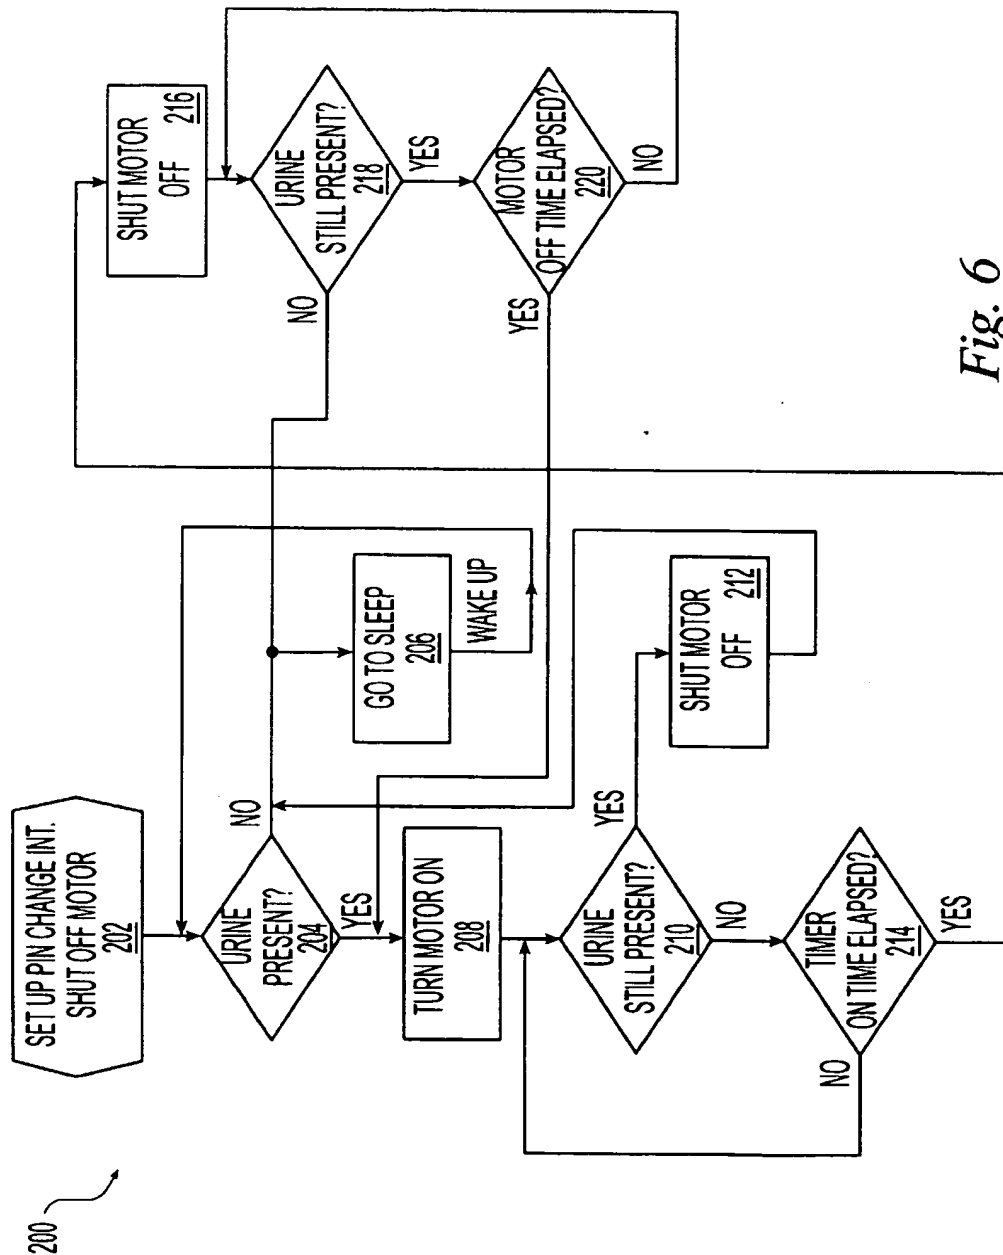 200
SET UP PIN CHANGE INT.
SHUT OFF MOTOR
202
URINE
PRESENT?
204
NO
YES
GO TO SLEEP
206
WAKE UP
TURN MOTOR ON
208
URINE
STILL PRESENT?
210
YES
NO
SHUT MOTOR
OFF
212
TIMER
ON TIME ELAPSED?
214
NO
YES
SHUT MOTOR
OFF
216
URINE
STILL PRESENT?
218
NO
YES
MOTOR
OFF TIME ELAPSED?
220
YES
NO
Fig. 6